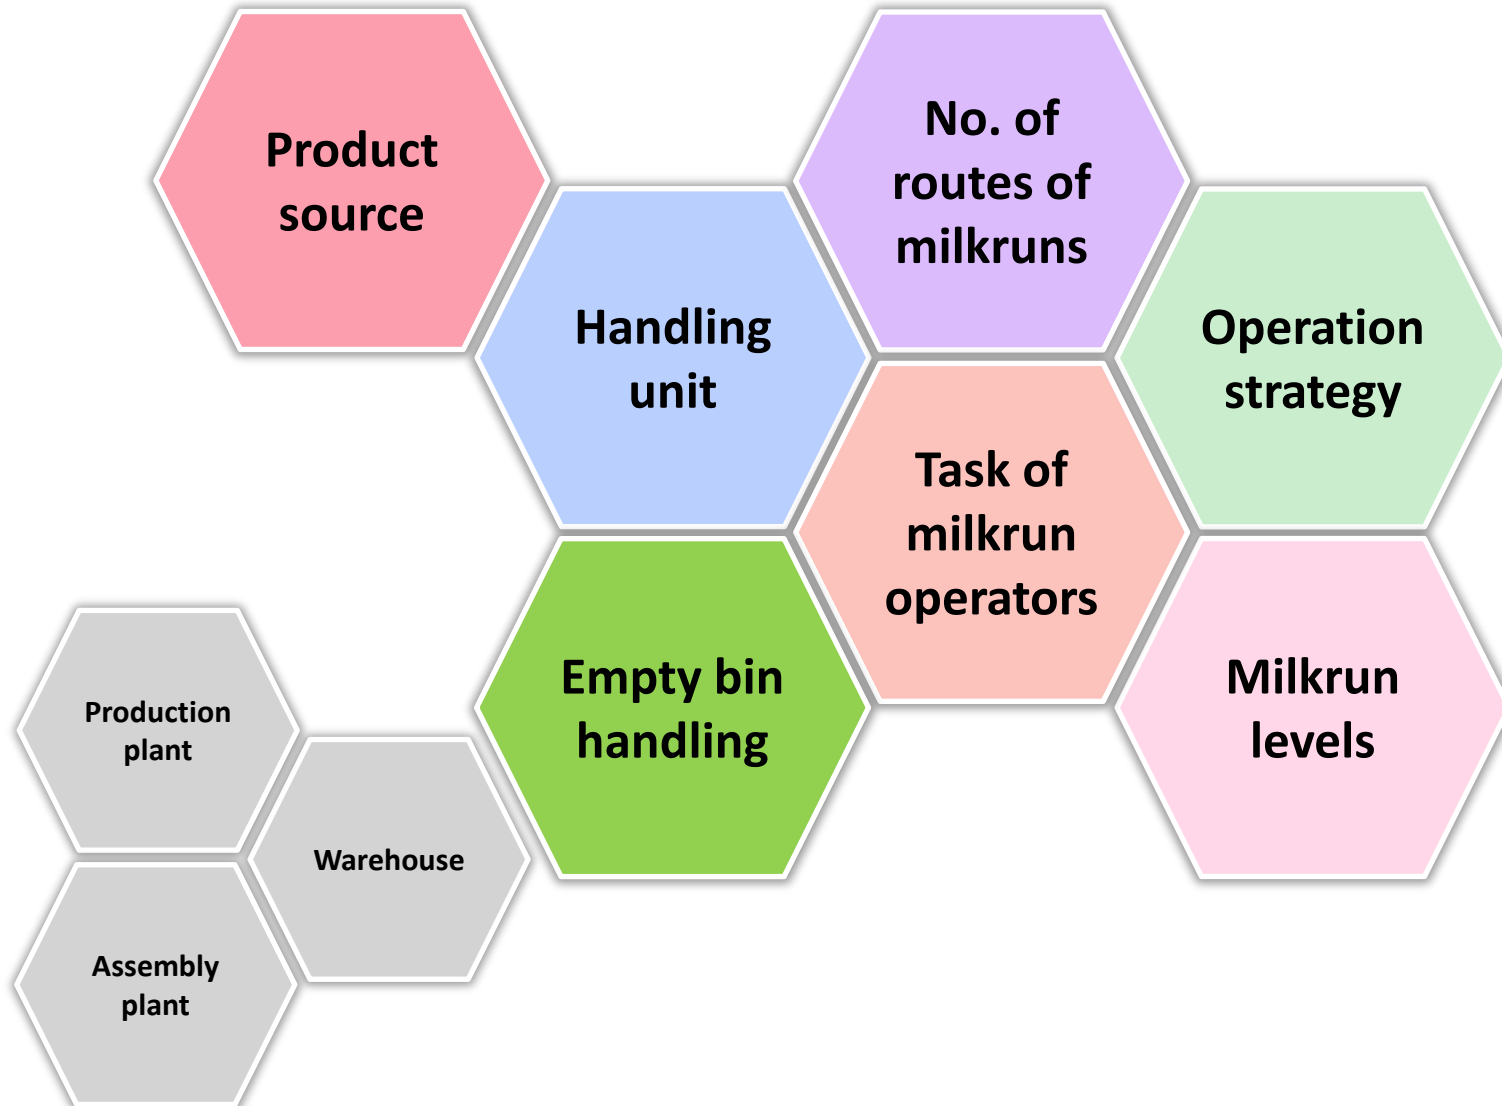 Product
source
No. of
routes of
milkruns
Handling
unit
Operation
strategy
Task of
milkrun
operators
Empty bin
handling
Milkrun
levels
Production
plant
Warehouse
Assembly
plant